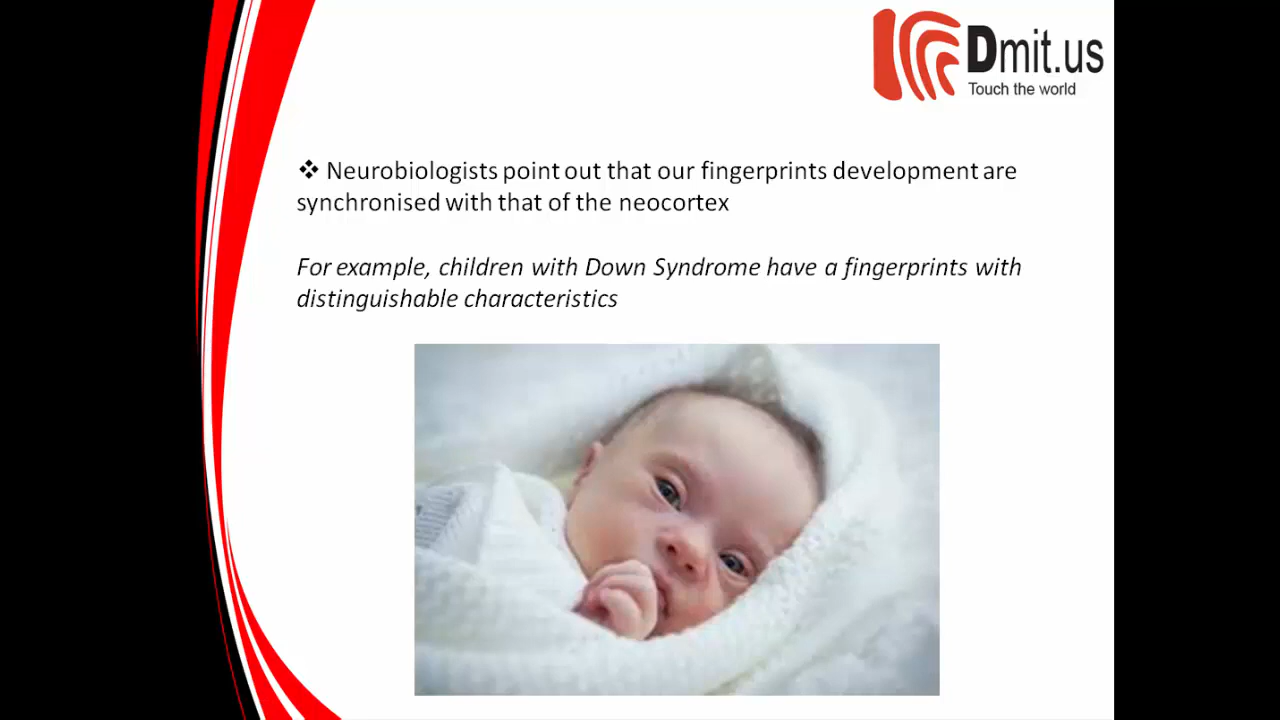 Dmit.us
Touch the world
❖ Neurobiologists point out that our fingerprints development are
synchronised with that of the neocortex
For example, children with Down Syndrome have a fingerprints with
distinguishable characteristics